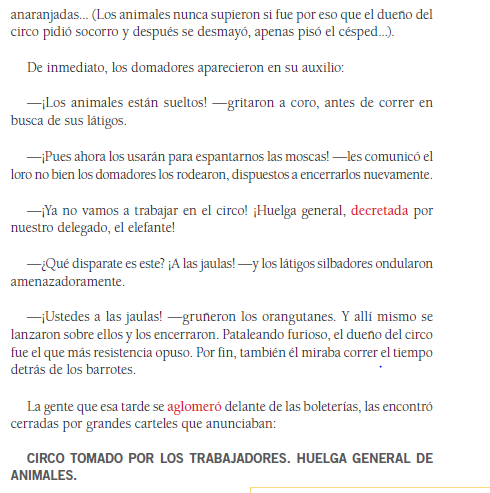 anaranjadas... (Los animales nunca supieron si fue por eso que el dueño del
circo pidió socorro y después se desmayó, apenas pisó el césped...).
De inmediato, los domadores aparecieron en su auxilio:
—¡Los animales están sueltos! —gritaron a coro, antes de correr en
busca de sus látigos.
—¡Pues ahora los usarán para espantarnos las moscas! —les comunicó el
loro no bien los domadores los rodearon, dispuestos a encerrarlos nuevamente.
—¡Ya no vamos a trabajar en el circo! ¡Huelga general, decretada por
nuestro delegado, el elefante!
—¿Qué disparate es este? ¡A las jaulas! —y los látigos silbadores ondularon
amenazadoramente.
—¡Ustedes a las jaulas! —gruñeron los orangutanes. Y allí mismo se
lanzaron sobre ellos y los encerraron. Pataleando furioso, el dueño del circo
fue el que más resistencia opuso. Por fin, también él miraba correr el tiempo
detrás de los barrotes.
La gente que esa tarde se aglomeró delante de las boleterías, las encontró
cerradas por grandes carteles que anunciaban:
CIRCO TOMADO POR LOS TRABAJADORES. HUELGA GENERAL DE
ANIMALES.